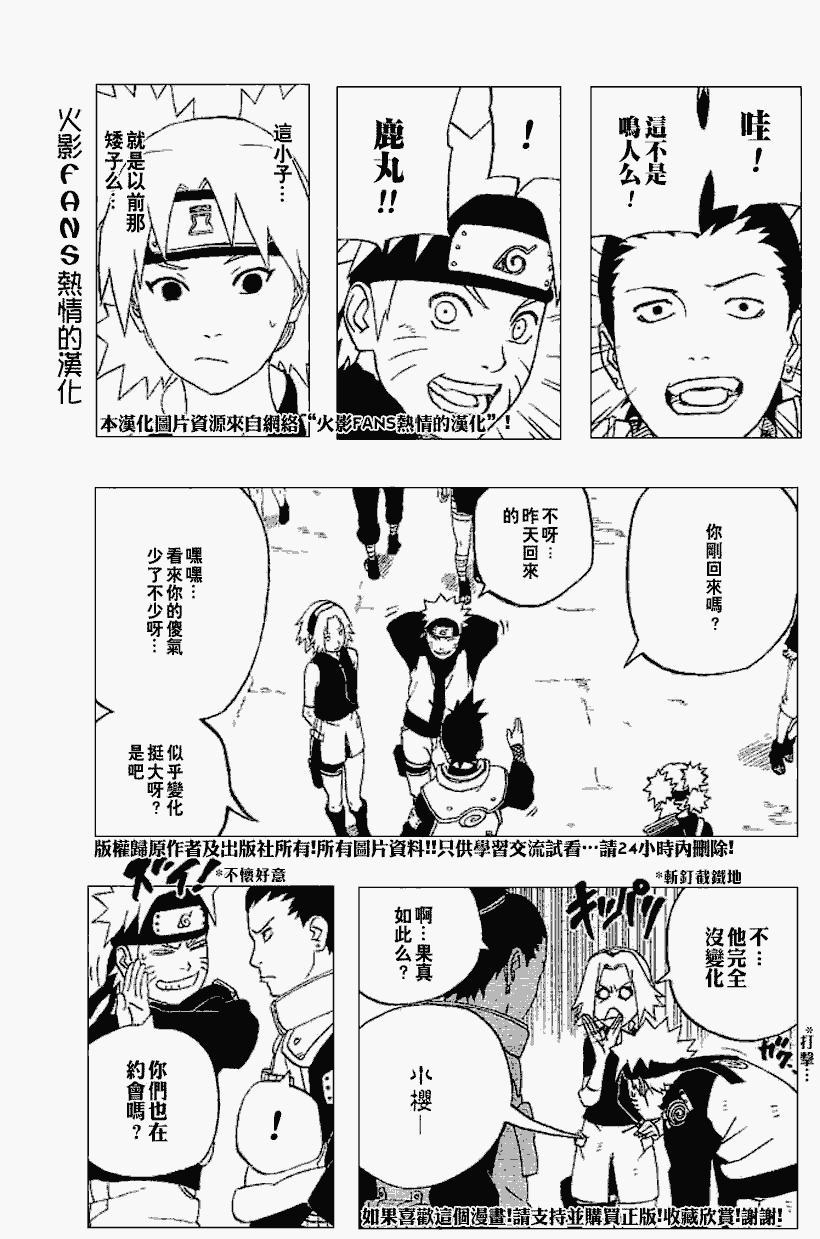 哇!
這不是
鳴人么!
!
鹿丸!!
這小子…
就是以前那
矮子么…
火影FANS熱情的漢化
本漢化圖片資源來自網絡“火影FANS熱情的漢化”!
你剛回來嗎?
不呀…
昨天回來
的
嘿嘿…
看來你的傻氣
少了不少呀…
似乎變化
挺大呀?
是吧
版權歸原作者及出版社所有!所有圖片資料!!只供學習交流試看…請24小時內刪除!
*斬釘截鐵地
キッパリ
不…
他完全
沒變化
啊…果真
如此么?
小櫻—
*打擊…
ガク
*不懷好意
ズイ!
你們也在
約會嗎?
!
如果喜歡這個漫畫!請支持並購買正版!收藏欣賞!謝謝!